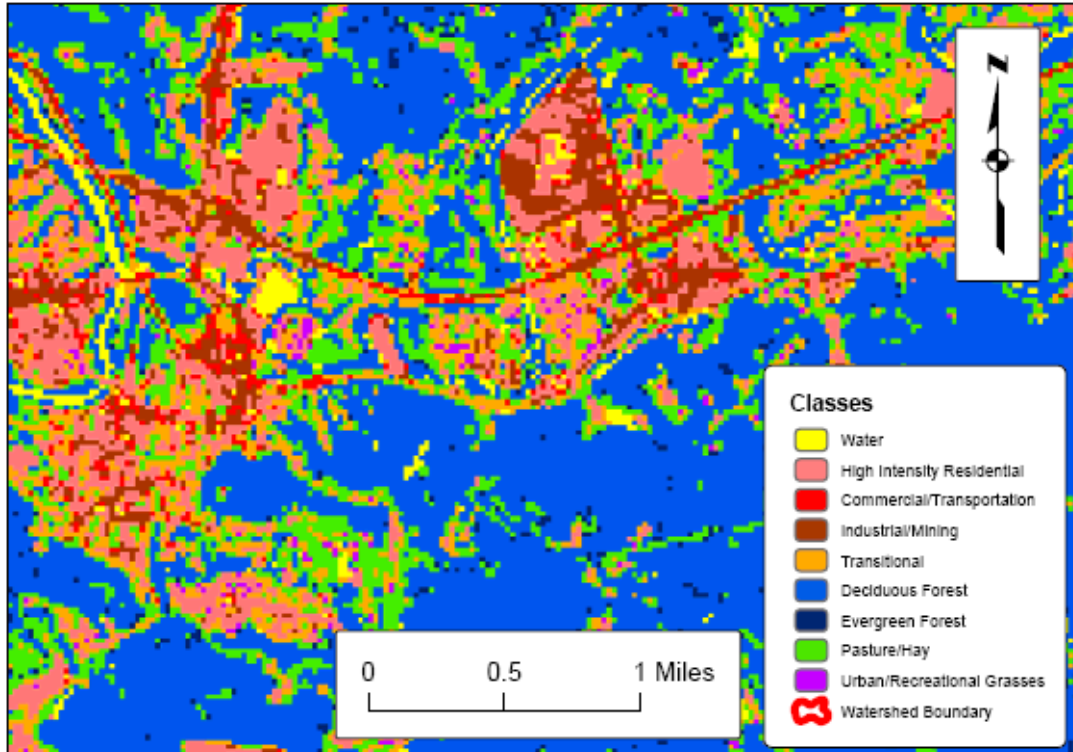 N
Classes
Water
High Intensity Residential
Commercial/Transportation
Industrial/Mining
Transitional
Deciduous Forest
Evergreen Forest
Pasture/Hay
Urban/Recreational Grasses
Watershed Boundary
0 0.5 1 Miles